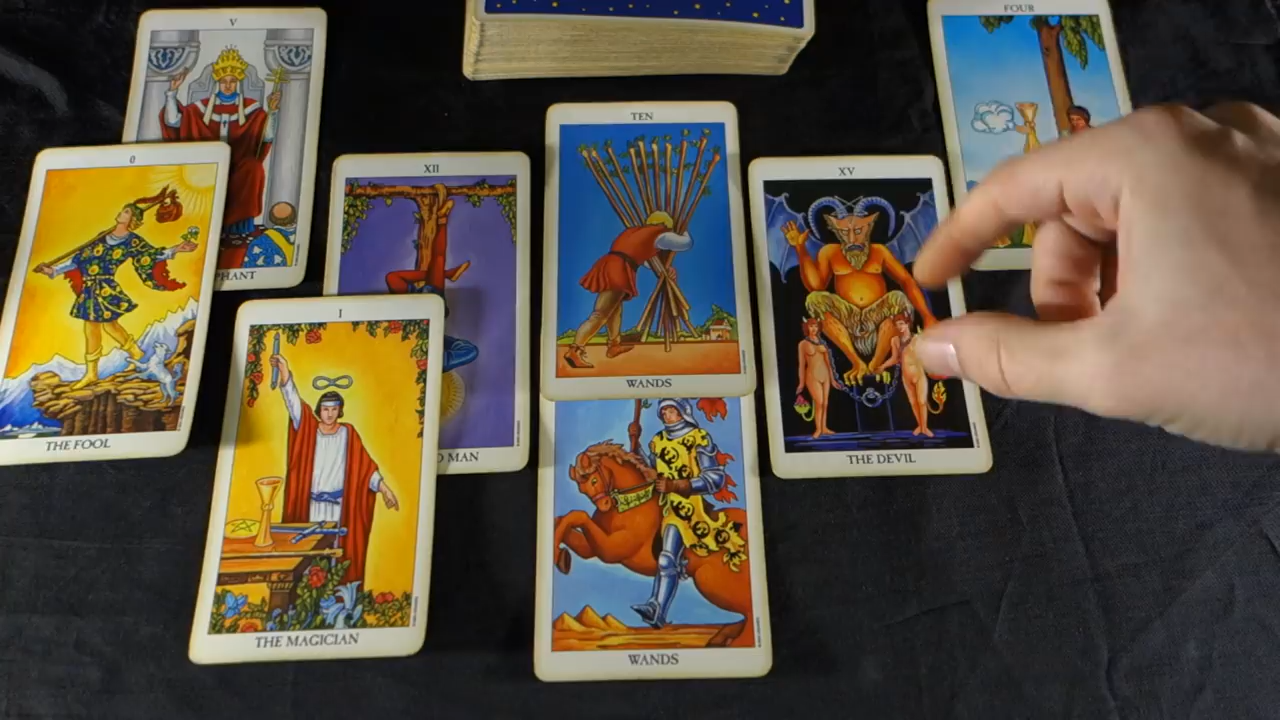 V
PHANT
0
THE FOOL
XII
D MAN
I
THE MAGICIAN
TEN
WANDS
WANDS
XV
THE DEVIL
FOUR